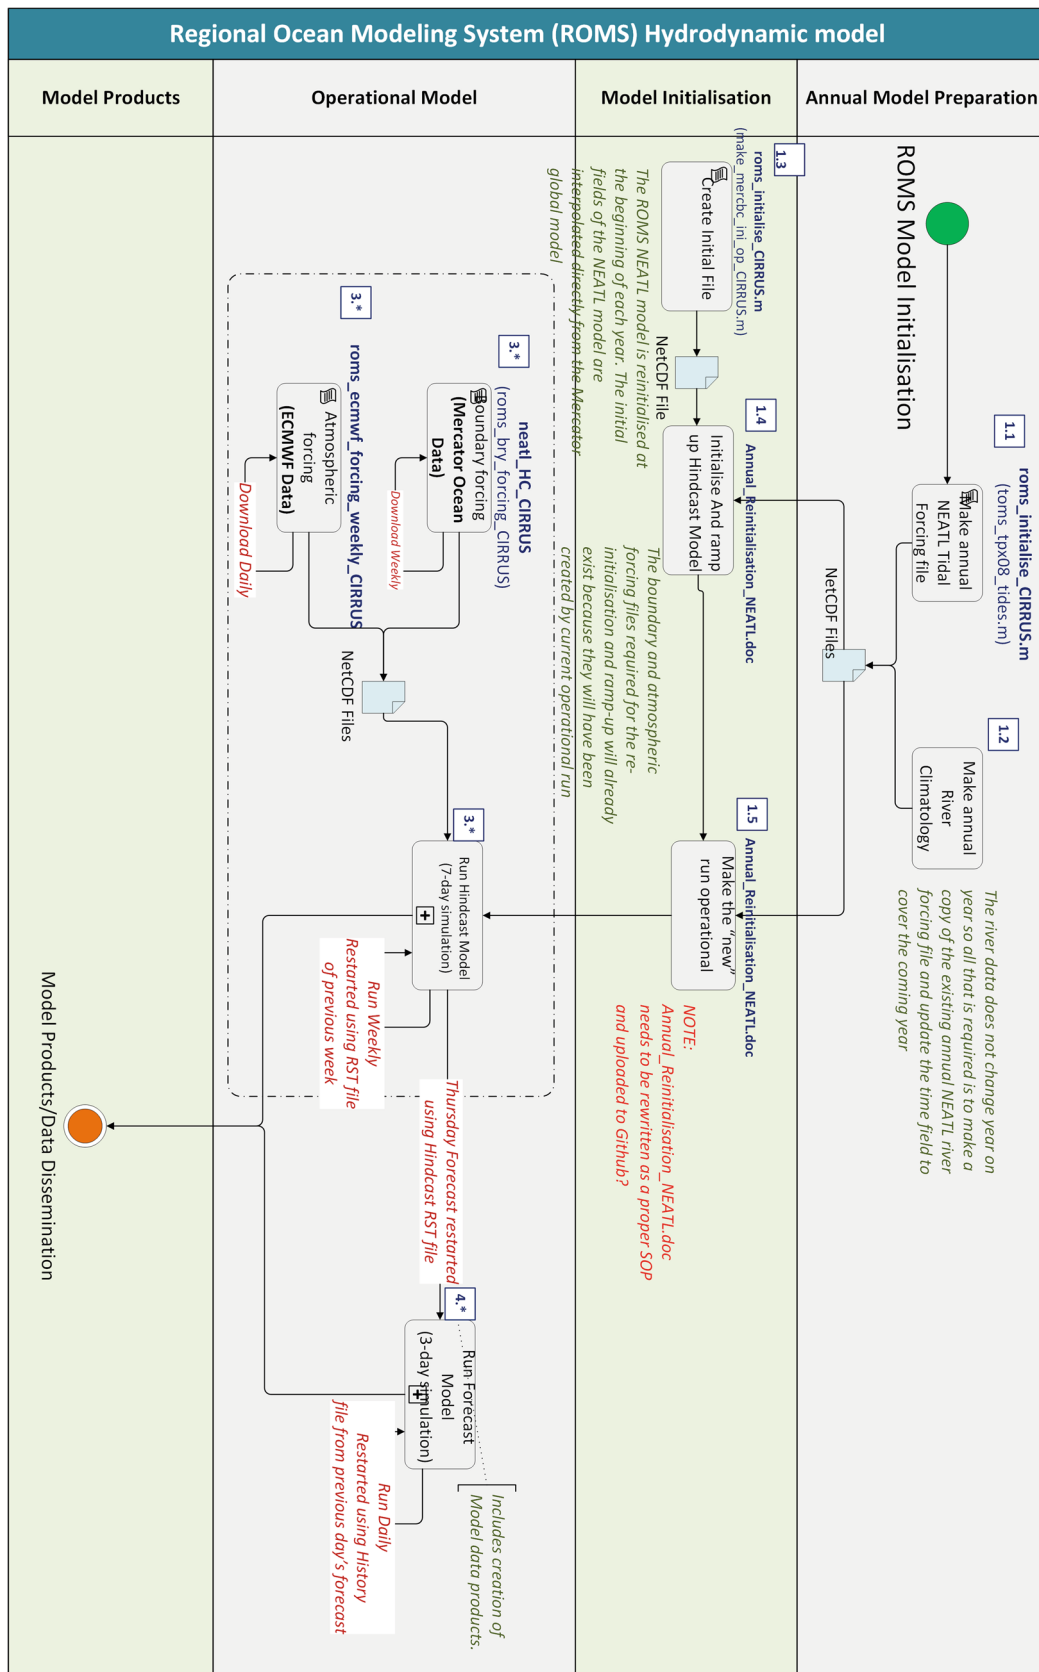 Regional Ocean Modeling System (ROMS) Hydrodynamic model
Model Products
Operational Model
Model Initialisation
Annual Model Preparation
ROMS Model Initialisation
1.1
roms_initialise_CIRRUS.m
(toms_tpx08_tides.m)
Make annual
NEATL Tidal
Forcing file
1.2
Make annual
River
Climatology
The river data does not change year on
year so all that is required is to make a
copy of the existing annual NEATL river
forcing file and update the time field to
cover the coming year
NetCDF Files
1.3
roms_initialise_CIRRUS.m
(make_mercbc_ini_op_CIRRUS.m)
Create Initial File
The ROMS NEATL model is reinitialised at
the beginning of each year. The initial
fields of the NEATL model are
interpolated directly from the Mercator
global model
NetCDF File
1.4
Annual_Reinitialisation_NEATL.doc
Initialise And ramp
up Hindcast Model
The boundary and atmospheric
forcing files required for the re-
initialisation and ramp-up will already
exist because they will have been
created by current operational run
1.5
Annual_Reinitialisation_NEATL.doc
Make the “new”
run operational
NOTE:
Annual_Reinitialisation_NEATL.doc
needs to be rewritten as a proper SOP
and uploaded to Github?
3.*
neatl_HC_CIRRUS
(roms_bry_forcing_CIRRUS)
Boundary forcing
(Mercator Ocean
Data)
Download Weekly
3.*
roms_ecmwf_forcing_weekly_CIRRUS
Atmospheric
forcing
(ECMWF Data)
Download Daily
NetCDF Files
3.*
Run Hindcast Model
(7-day simulation)
Run Weekly
Restarted using RST file
of previous week
Thursday Forecast restarted
using Hindcast RST file
4.*
Run Forecast
Model
(3-day simulation)
Run Daily
Restarted using History
file from previous day’s forecast
Includes creation of
Model data products.
Model Products/Data Dissemination